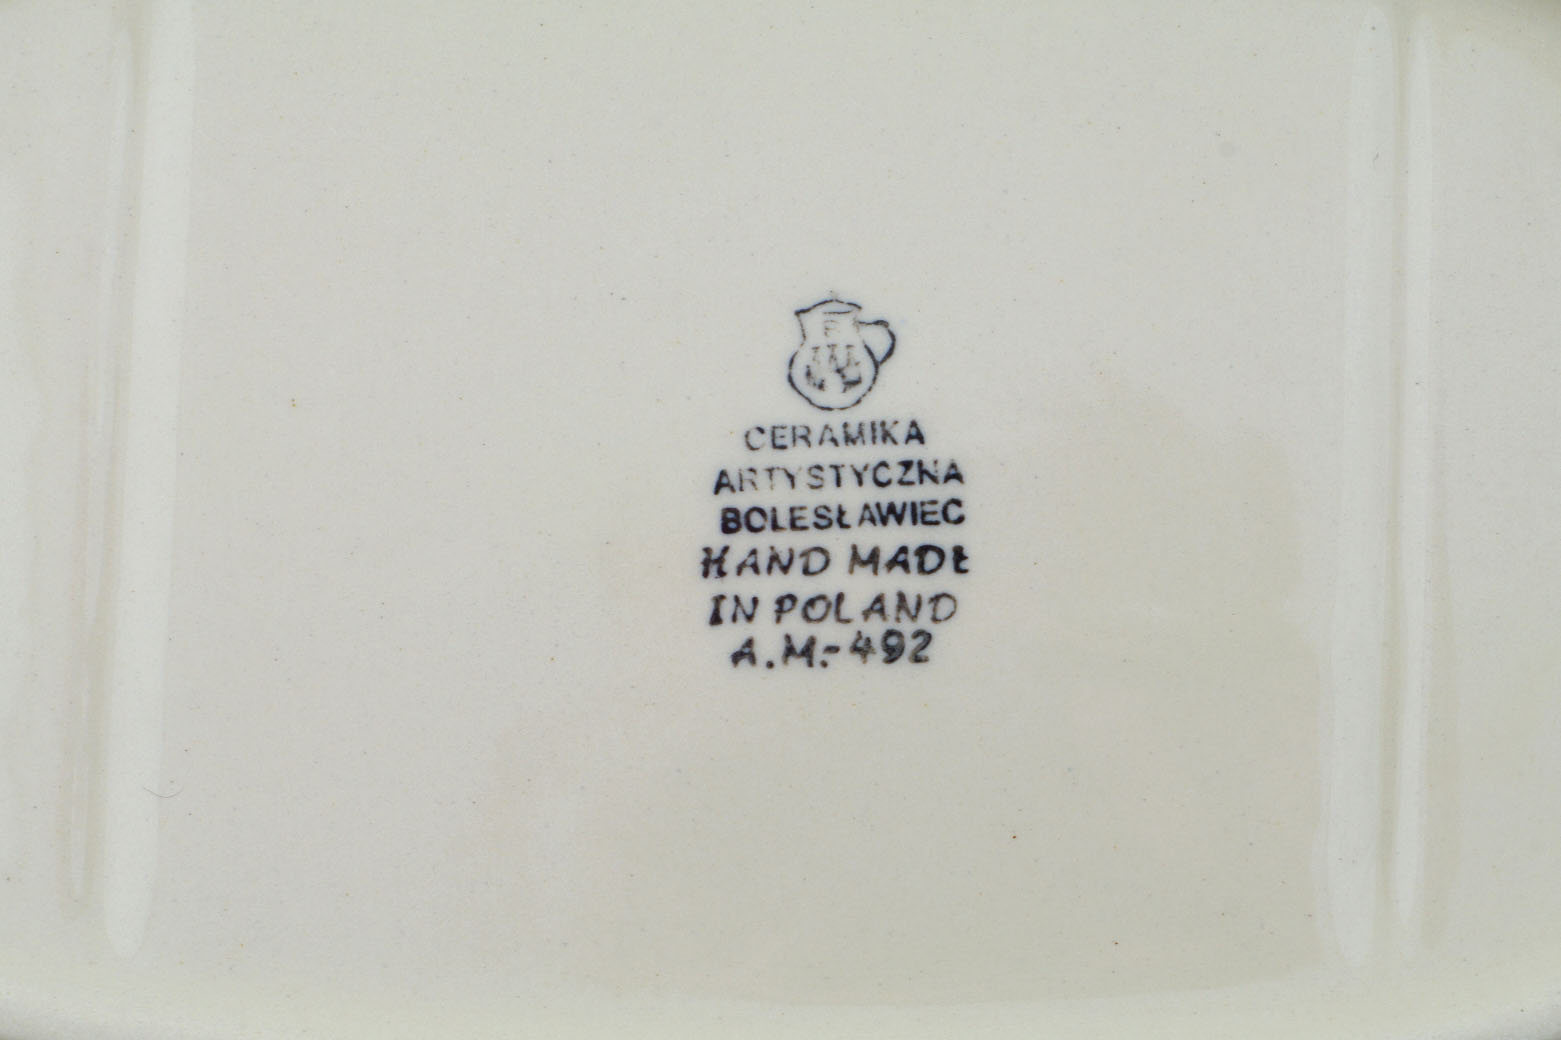 CERAMIKA
ARTYSTYCZNA
BOLESŁAWIEC
HAND MADE
IN POLAND
A.M.-492